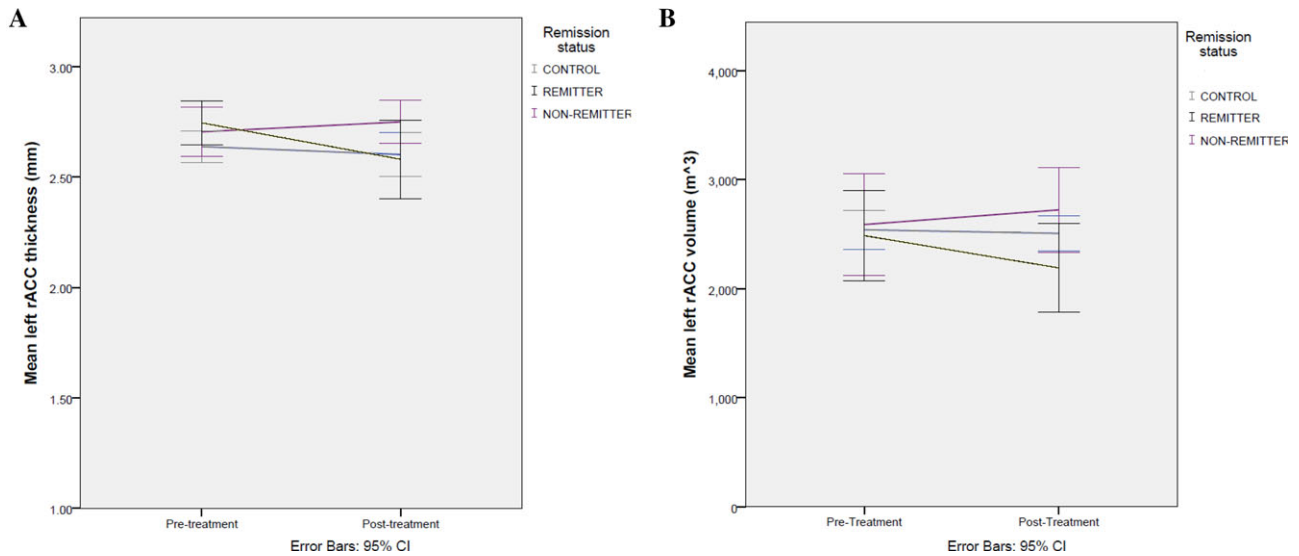 A
Remission
status
CONTROL
REMITTER
NON-REMITTER
Mean left rACC thickness (mm)
3.00
2.50
2.00
1.50
1.00
Pre-treatment
Post-treatment
Error Bars: 95% CI
B
Remission
status
CONTROL
REMITTER
NON-REMITTER
Mean left rACC volume (m^3)
4,000
3,000
2,000
1,000
0
Pre-Treatment
Post-Treatment
Error Bars: 95% CI